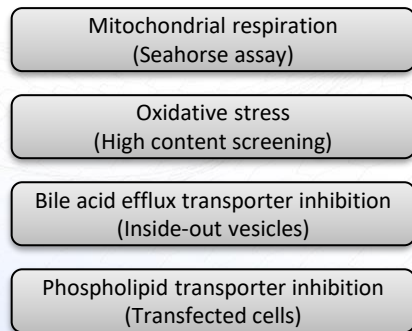 Mitochondrial respiration
(Seahorse assay)
Oxidative stress
(High content screening)
Bile acid efflux transporter inhibition
(Inside-out vesicles)
Phospholipid transporter inhibition
(Transfected cells)